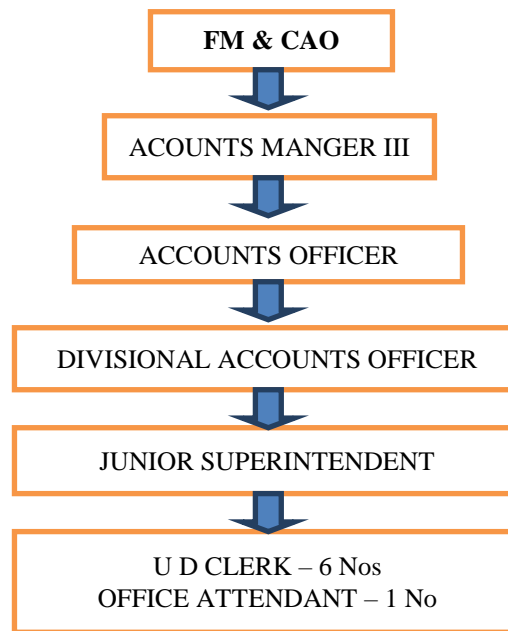 FM & CAO
ACOUNTS MANGER III
ACCOUNTS OFFICER
DIVISIONAL ACCOUNTS OFFICER
JUNIOR SUPERINTENDENT
U D CLERK – 6 Nos
OFFICE ATTENDANT – 1 No